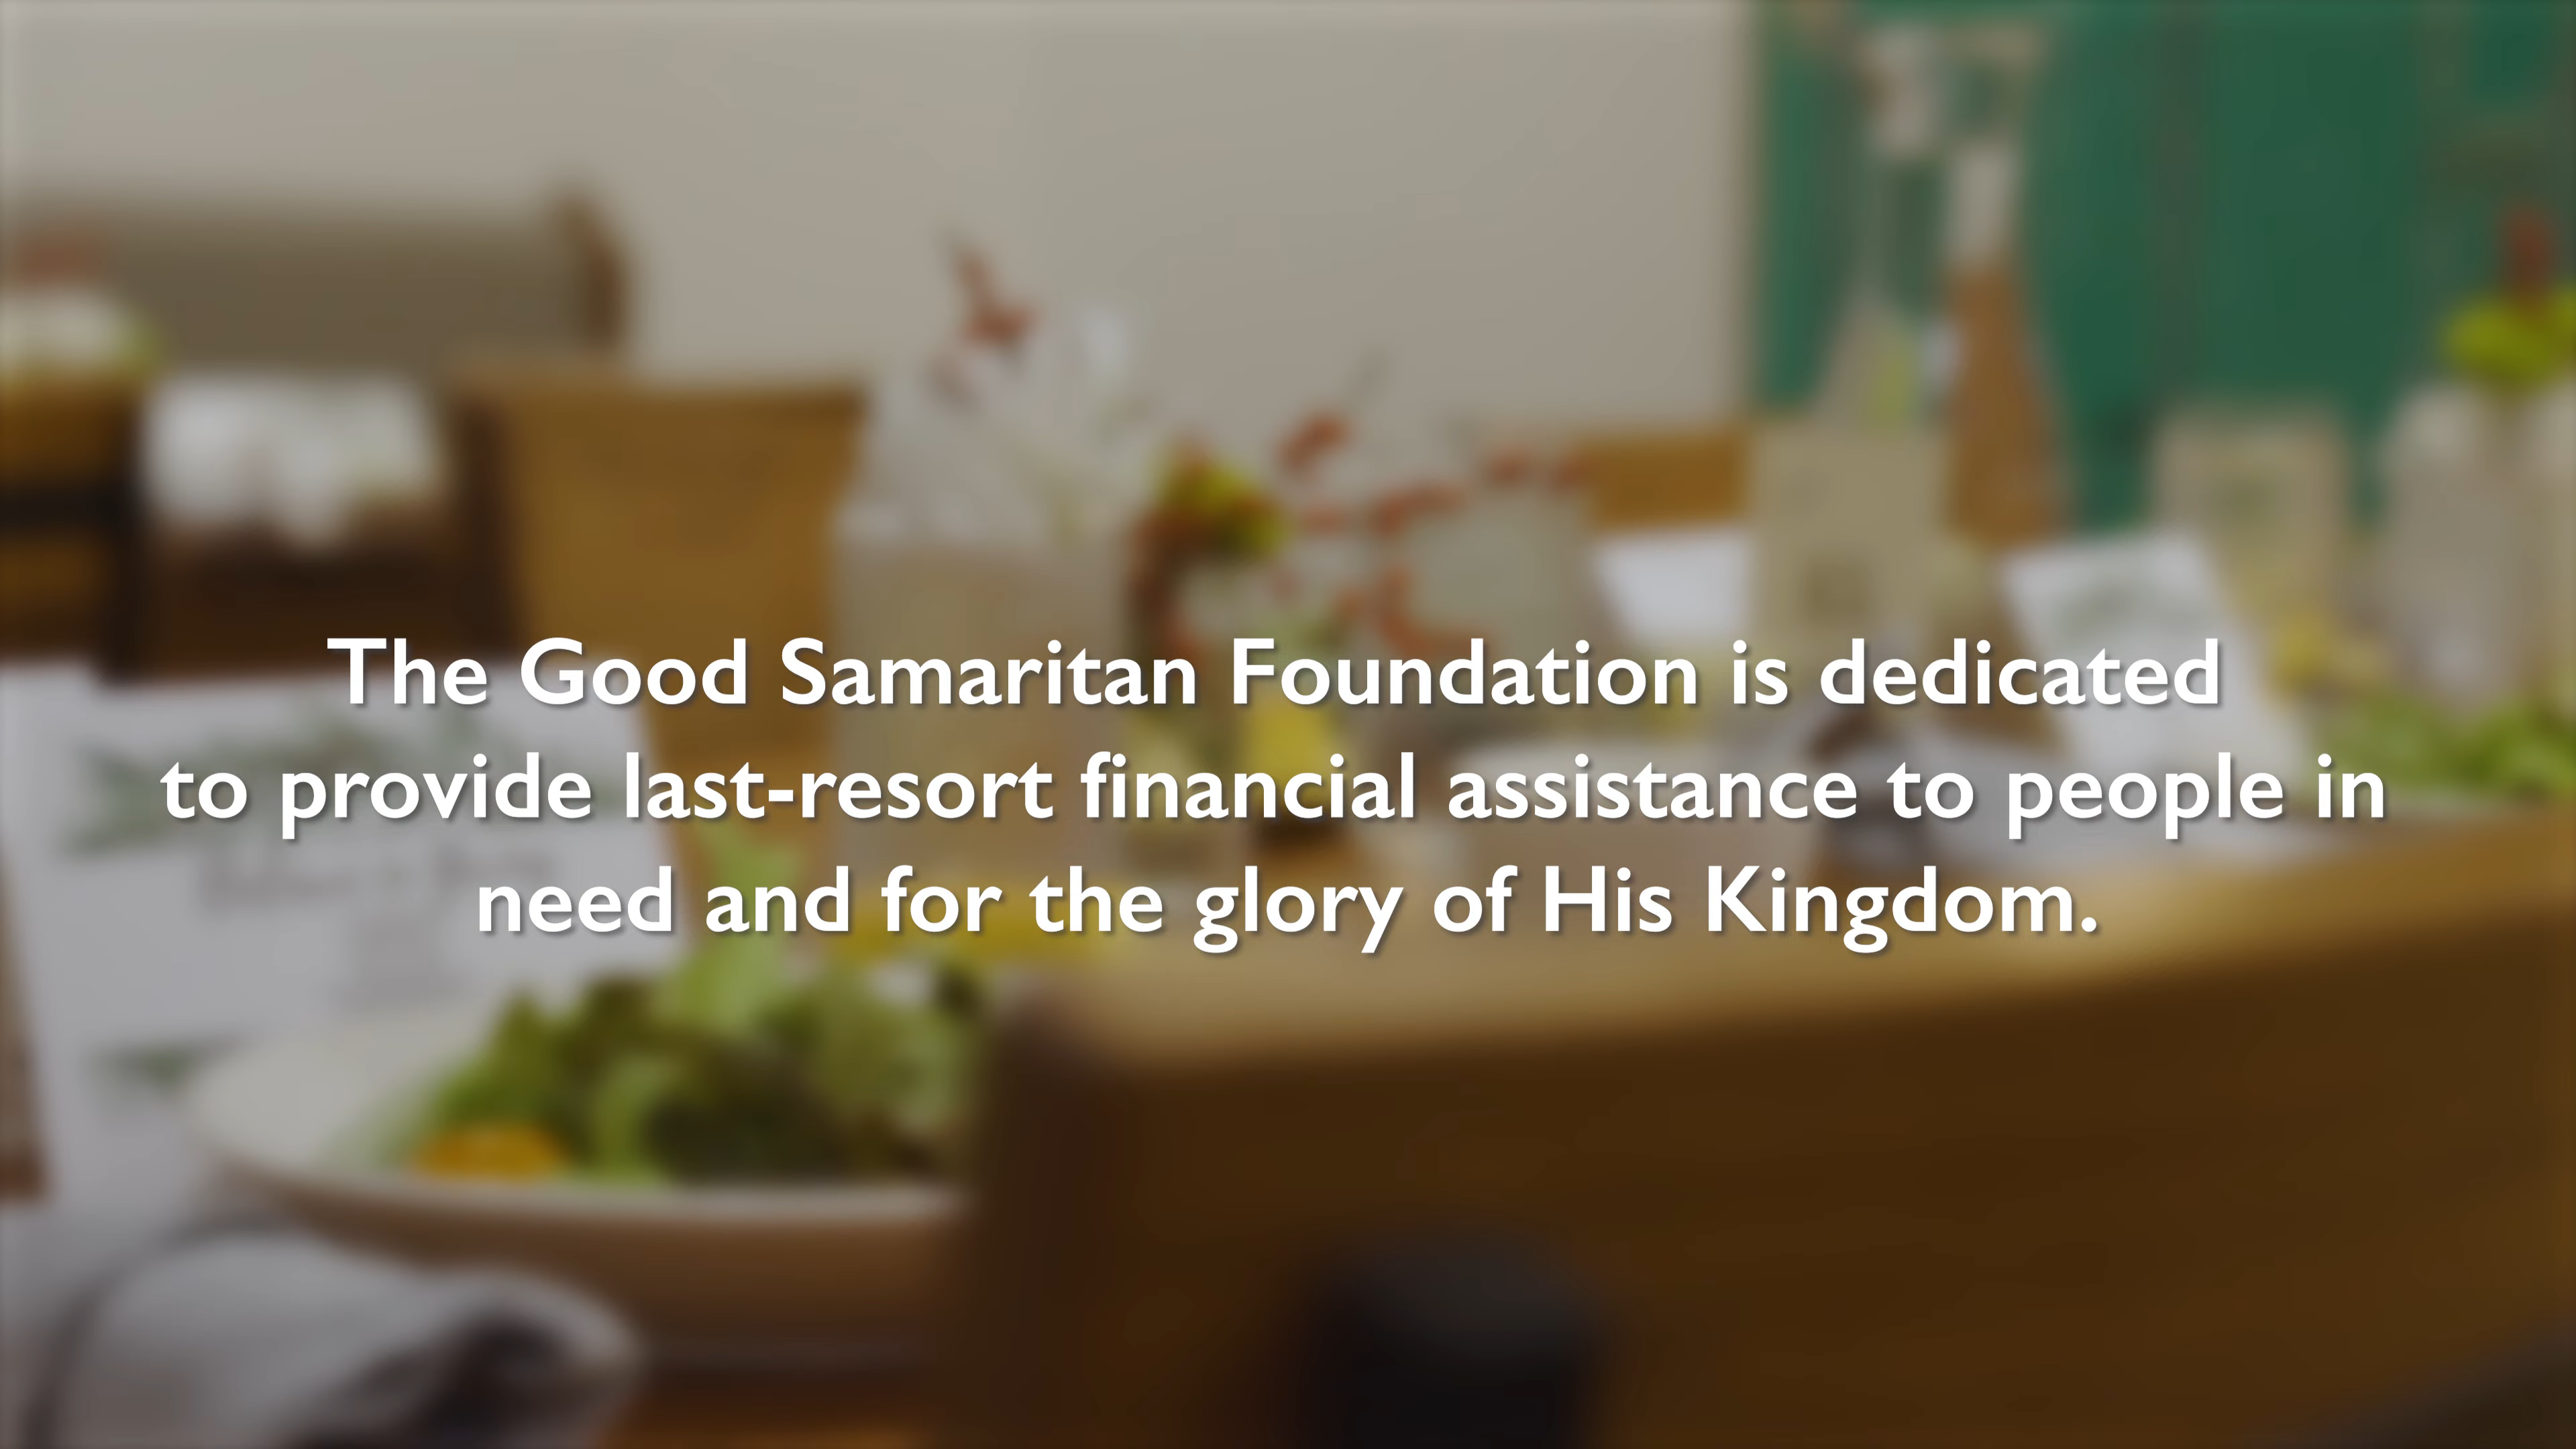 The Good Samaritan Foundation is dedicated
to provide last-resort financial assistance to people in
need and for the glory of His Kingdom.